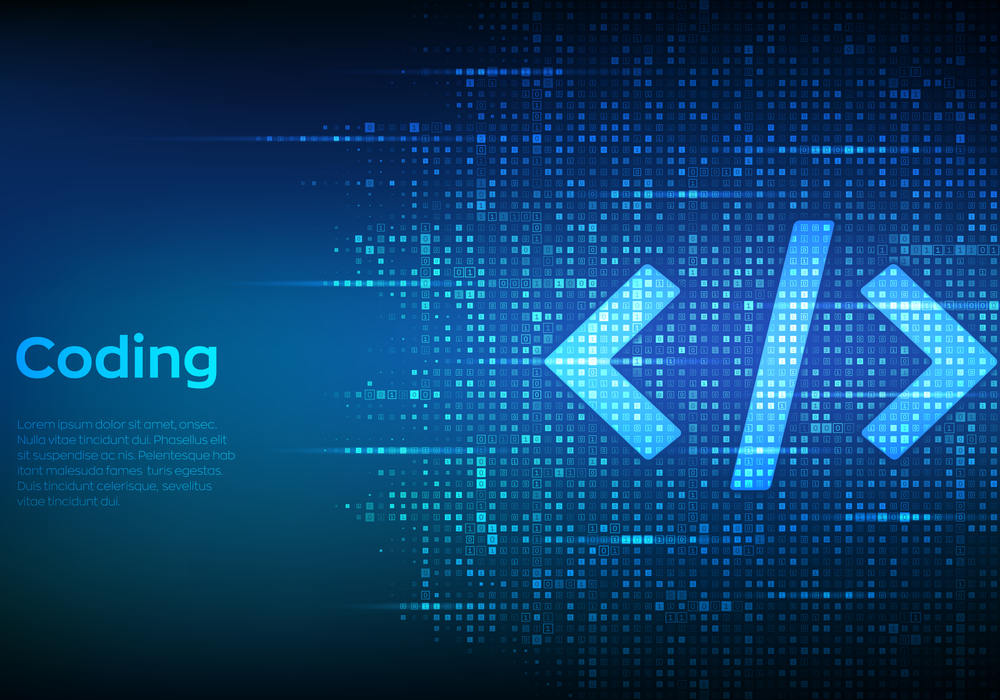 Coding
Lorem ipsum dolor sit amet, onsec.
Nulla vitae tincidunt dui. Phasellus elit
sit suspendise ac nis. Pelentesque hab
itant malesudo fames turis egestas.
Duis tincidunt celerisque, sevelitus
vitae tincidunt dui.
</>